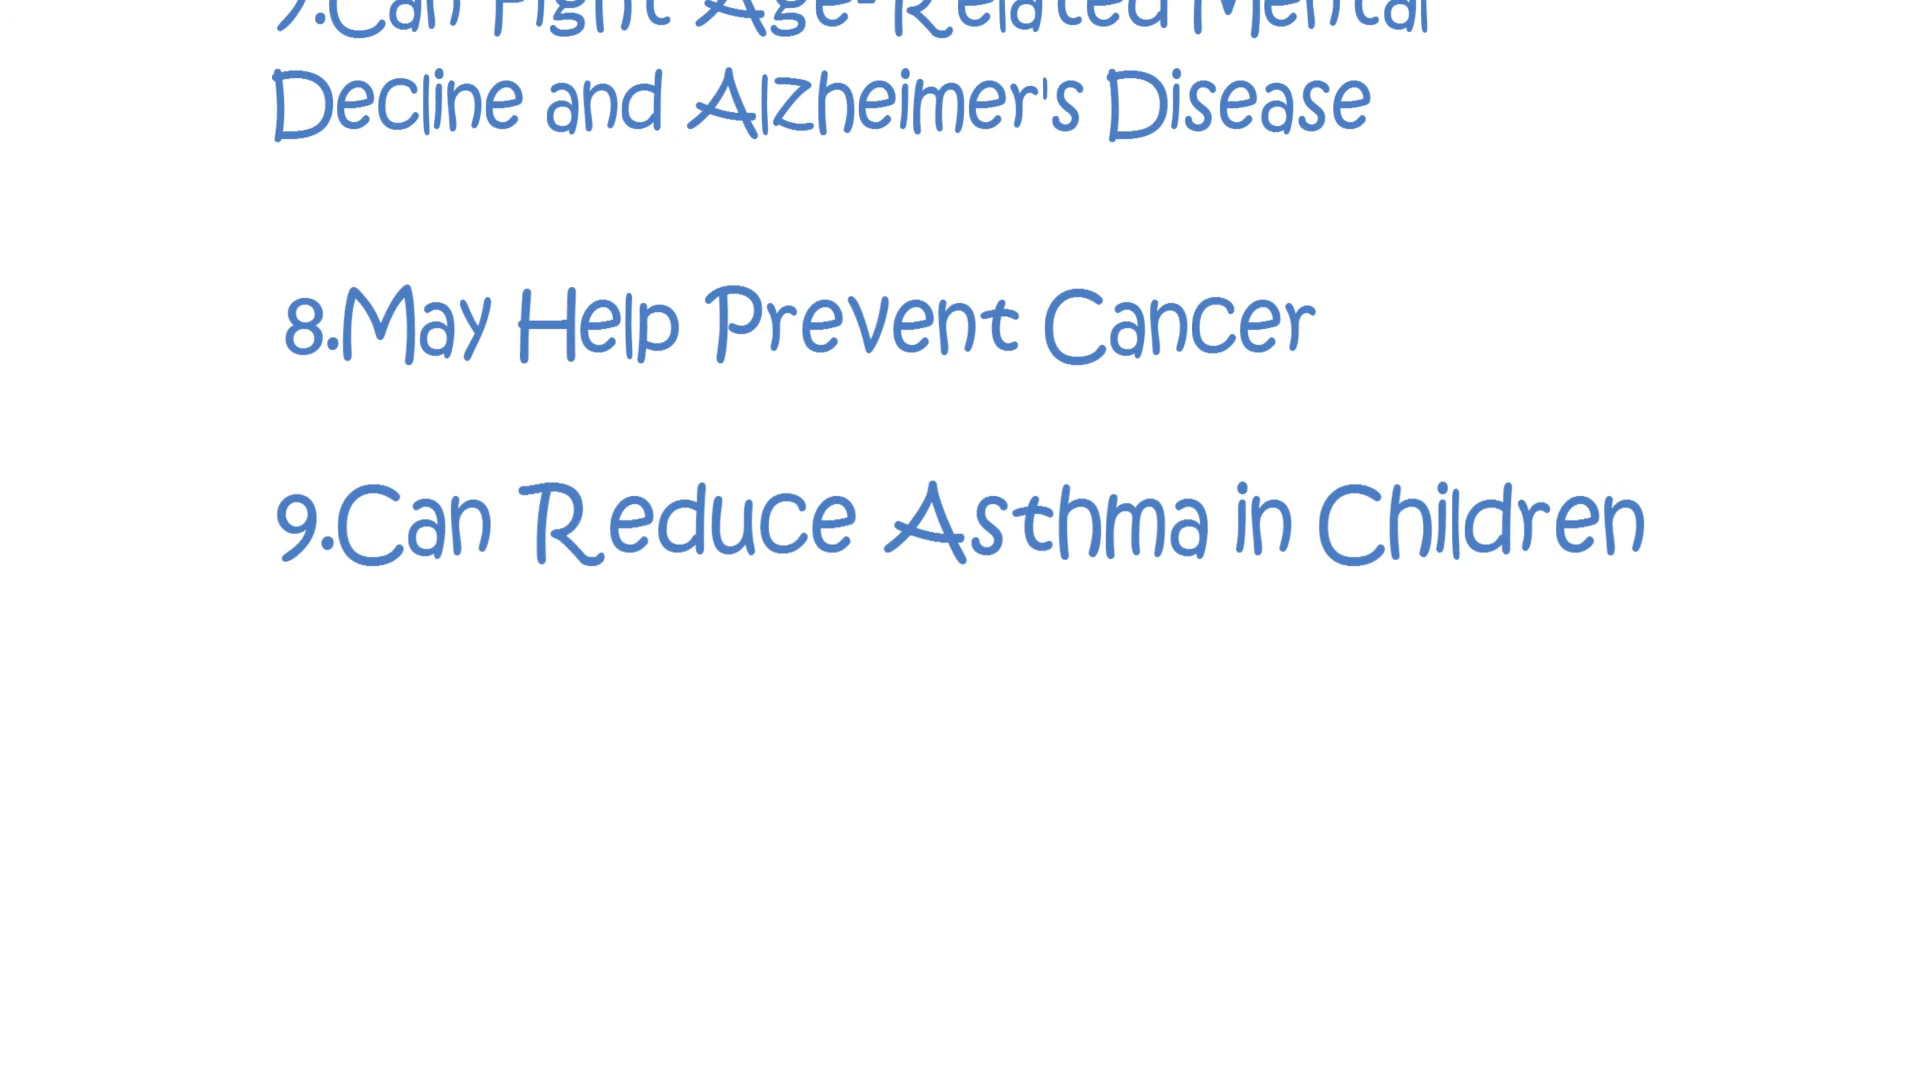 7.Can Fight Age-Related Mental
Decline and Alzheimer's Disease
8.May Help Prevent Cancer
9.Can Reduce Asthma in Children